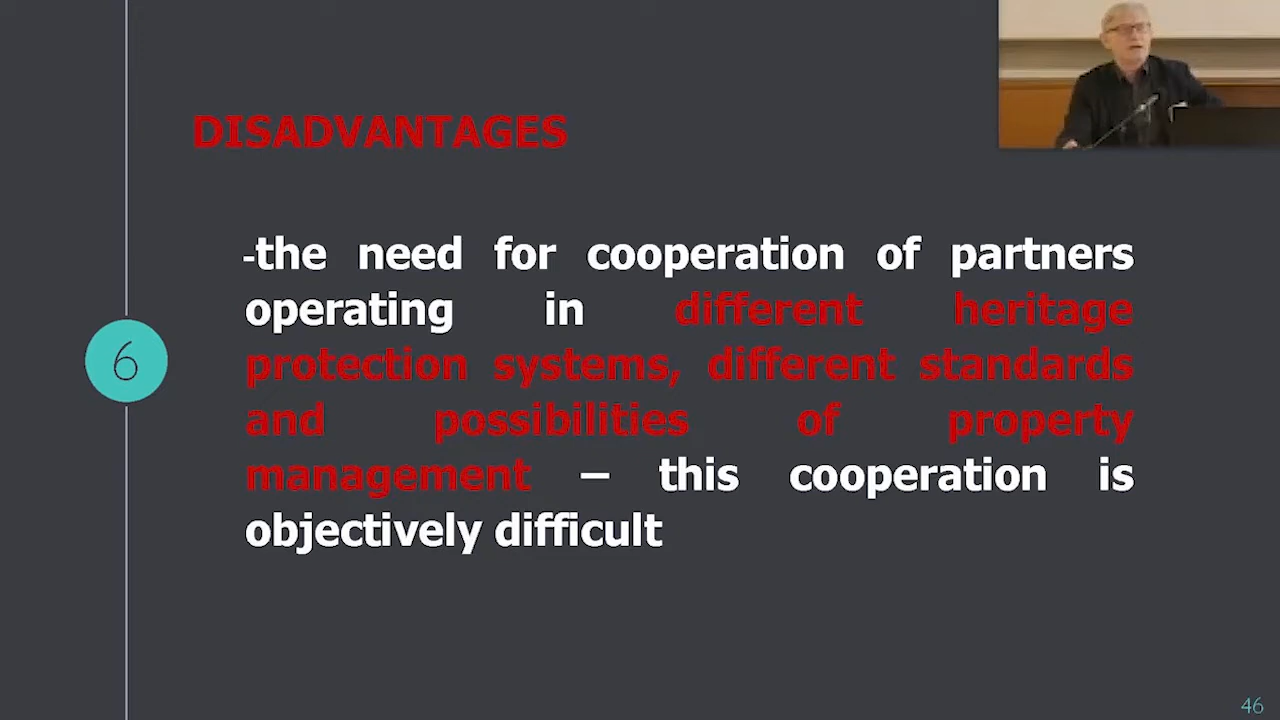 DISADVANTAGES
-the need for cooperation of partners
operating in different heritage
protection systems, different standards
and possibilities of property
management – this cooperation is
objectively difficult
6
46